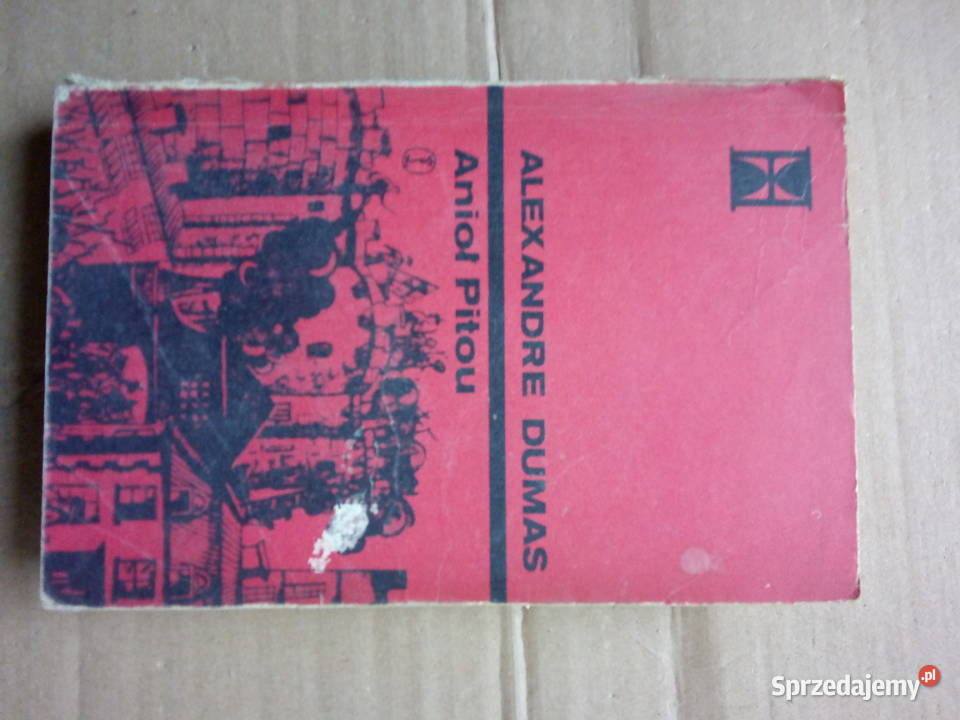 ALEXANDRE DUMAS
Anioł Pitou
Sprzedajemy.pl